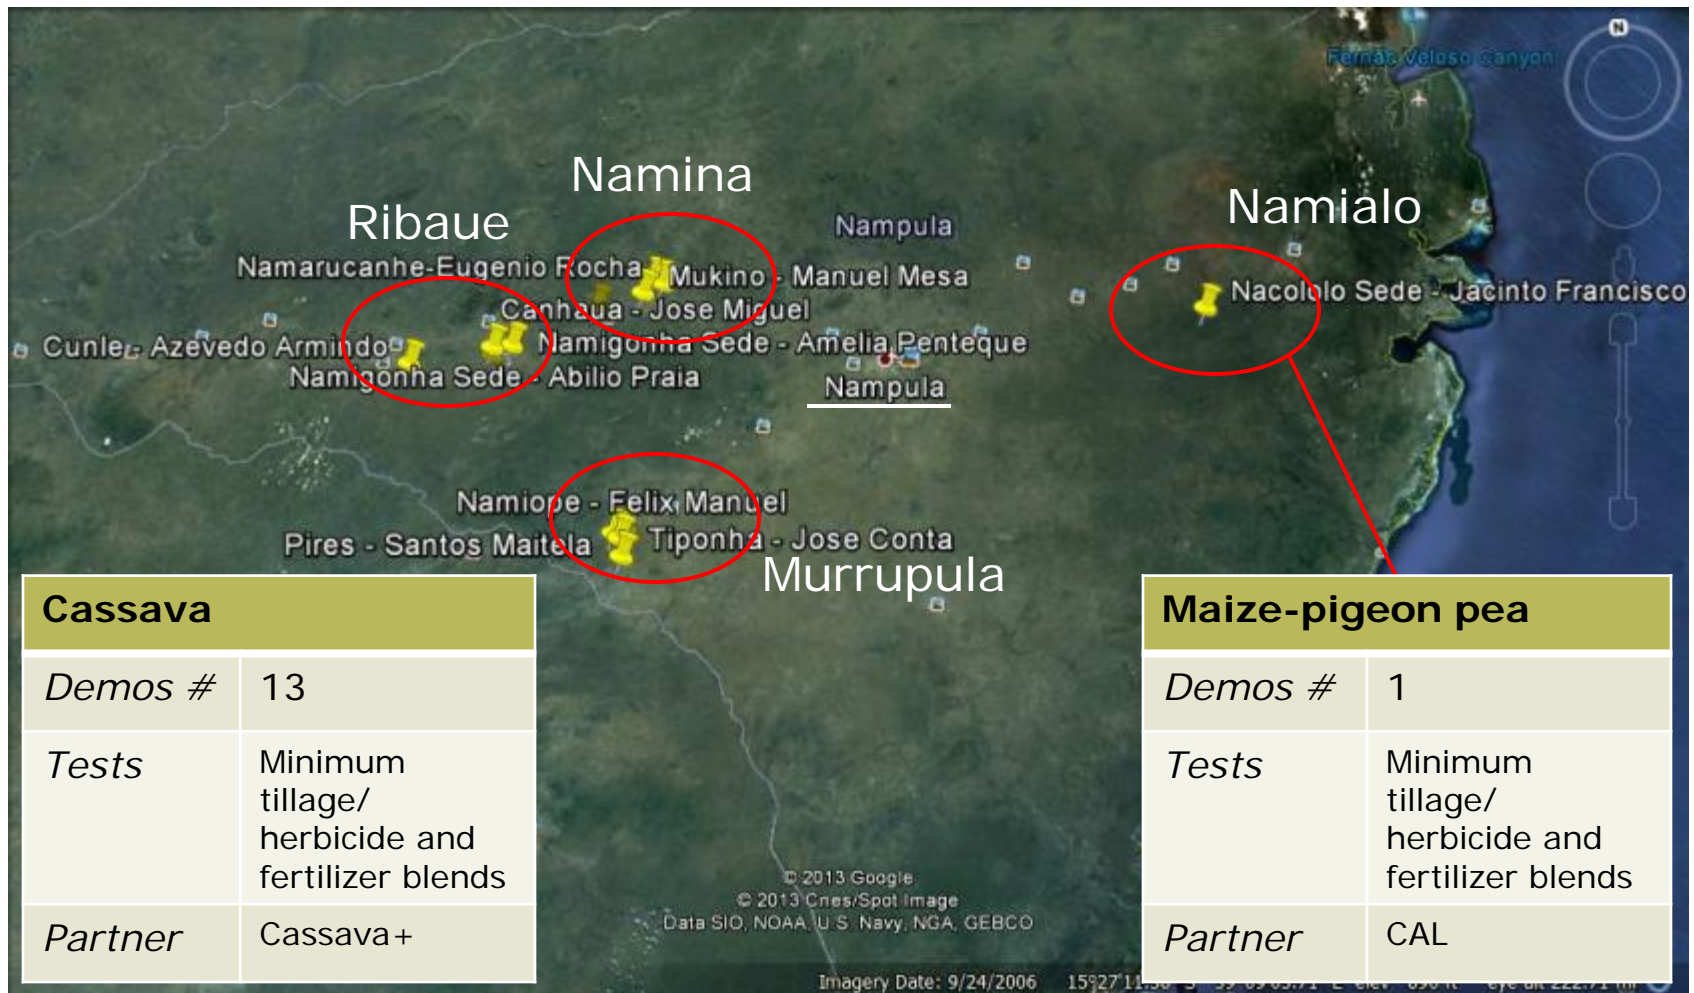 N
Fernão Veloso Canyon
Namina
Namialo
Ribaue
Nampula
Namarucanhe-Eugenio Rocha
Mukino - Manuel Mesa
Nacololo Sede - Jacinto Francisco
Canhaua - Jose Miguel
Cunle - Azevedo Armindo
Namigonha Sede - Amelia Penteque
Namigonha Sede - Abilio Praia
Nampula
Namiope - Felix Manuel
Pires - Santos Maitela
Tiponha - Jose Conta
Murrupula
Cassava
Demos # 13
Tests Minimum
tillage/
herbicide and
fertilizer blends
Partner Cassava+
Maize-pigeon pea
Demos # 1
Tests Minimum
tillage/
herbicide and
fertilizer blends
Partner CAL
© 2013 Google
© 2013 Cnes/Spot Image
Data SIO, NOAA, U.S. Navy, NGA, GEBCO
Imagery Date: 9/24/2006